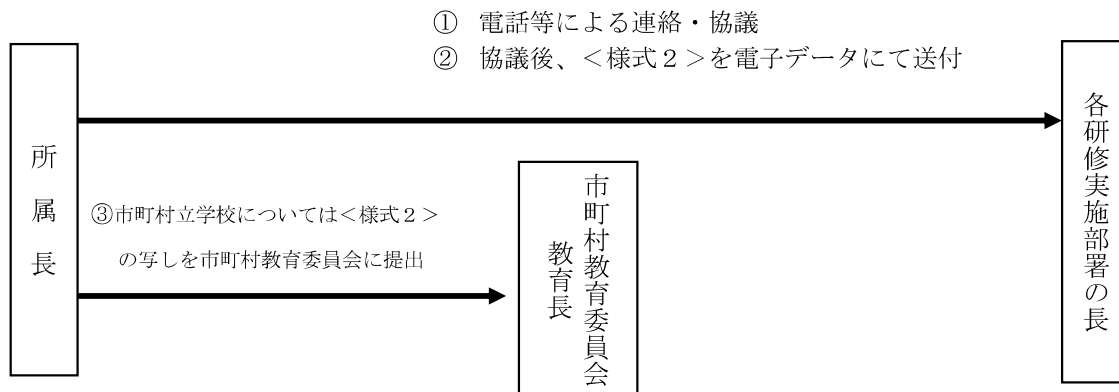 ① 電話等による連絡・協議
② 協議後、＜様式２＞を電子データにて送付
所属長
各研修実施部署の長
③市町村立学校については＜様式２＞
の写しを市町村教育委員会に提出
市町村教育委員会
教育長